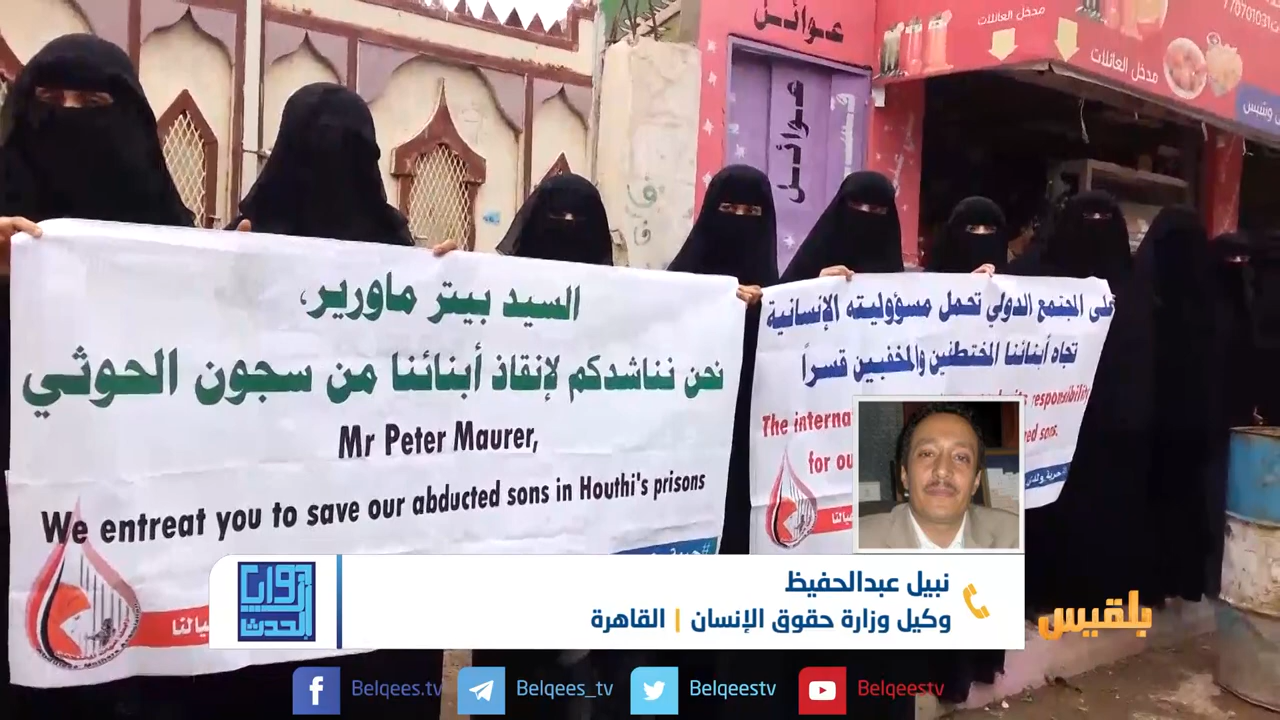 عوائل
عوائل
مدخل العائلات
مدخل العائلات
السيد بيتر ماورير،
نحن نناشدكم لإنقاذ أبنائنا من سجون الحوثي
Mr Peter Maurer,
We entreat you to save our abducted sons in Houthi's prisons
على المجتمع الدولي تحمل مسؤوليته الإنسانية
تجاه أبنائنا المختطفين والمخفيين قسراً
The interna
responsibility
for ou
sons.
نبيل عبدالحفيظ
وكيل وزارة حقوق الإنسان | القاهرة
بلقيس
Belqees.tv
Belqees_tv
Belqeestv
Belqeestv